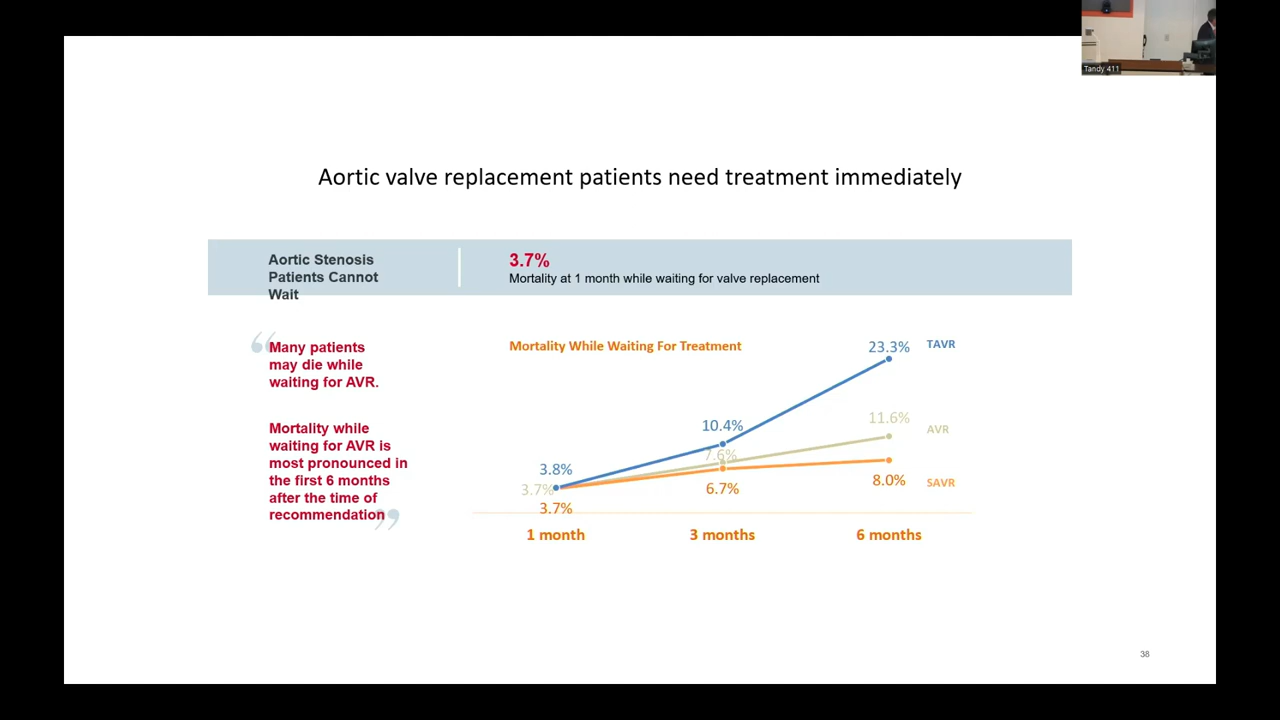 Tandy 411
Aortic valve replacement patients need treatment immediately
Aortic Stenosis
Patients Cannot
Wait
3.7%
Mortality at 1 month while waiting for valve replacement
“Many patients
may die while
waiting for AVR.
Mortality while
waiting for AVR is
most pronounced in
the first 6 months
after the time of
recommendation”
Mortality While Waiting For Treatment
23.3%
TAVR
11.6%
AVR
10.4%
7.6%
3.8%
3.7%
3.7%
6.7%
8.0%
SAVR
1 month
3 months
6 months
38